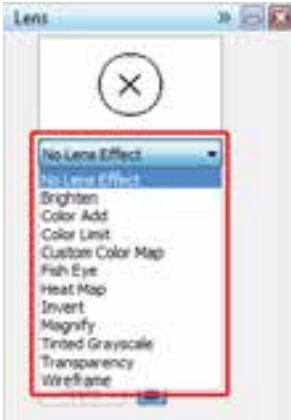 Lens
No Lens Effect
No Lens Effect
Brighten
Color Add
Color Limit
Custom Color Map
Fish Eye
Heat Map
Invert
Magnify
Tinted Grayscale
Transparency
Wireframe